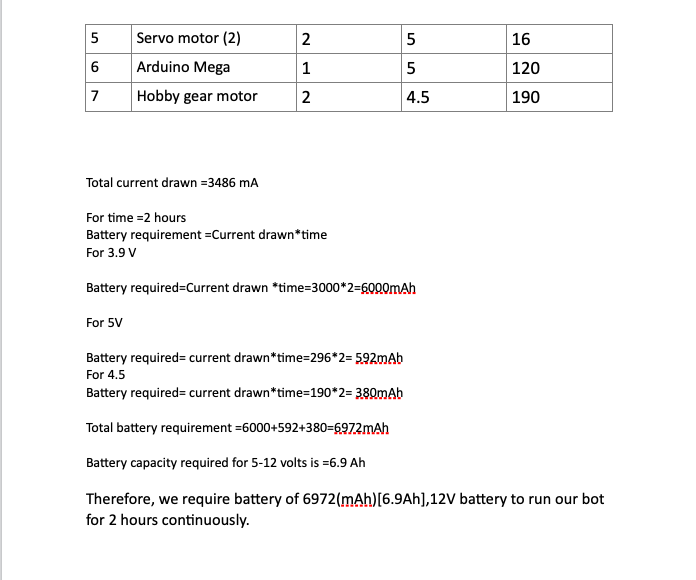 5 Servo motor (2) 2 5 16
6 Arduino Mega 1 5 120
7 Hobby gear motor 2 4.5 190
Total current drawn =3486 mA
For time =2 hours
Battery requirement =Current drawn*time
For 3.9 V
Battery required=Current drawn *time=3000*2=6000mAh
For 5V
Battery required= current drawn*time=296*2= 592mAh
For 4.5
Battery required= current drawn*time=190*2= 380mAh
Total battery requirement =6000+592+380=6972mAh
Battery capacity required for 5-12 volts is =6.9 Ah
Therefore, we require battery of 6972(mAh)[6.9Ah],12V battery to run our bot
for 2 hours continuously.